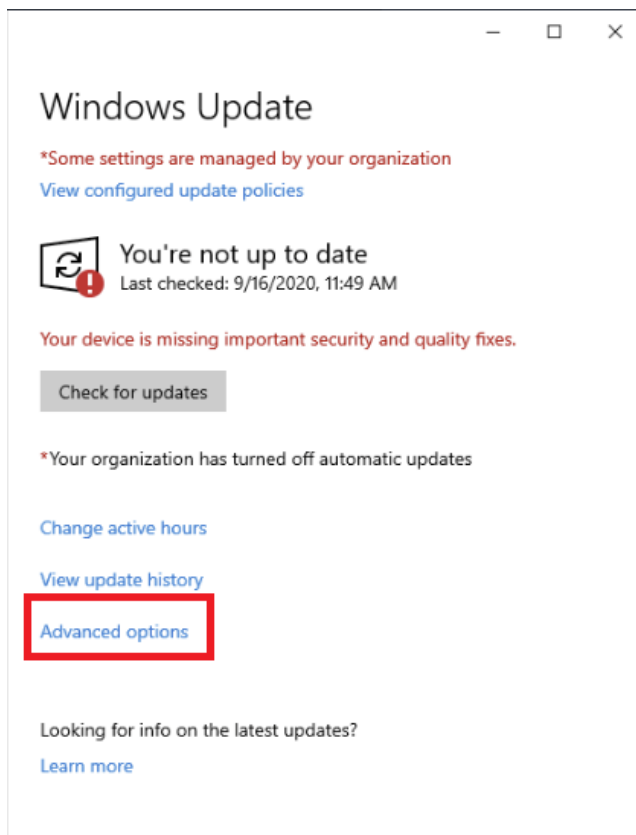 Windows Update
*Some settings are managed by your organization
View configured update policies
You're not up to date
Last checked: 9/16/2020, 11:49 AM
Your device is missing important security and quality fixes.
Check for updates
*Your organization has turned off automatic updates
Change active hours
View update history
Advanced options
Looking for info on the latest updates?
Learn more